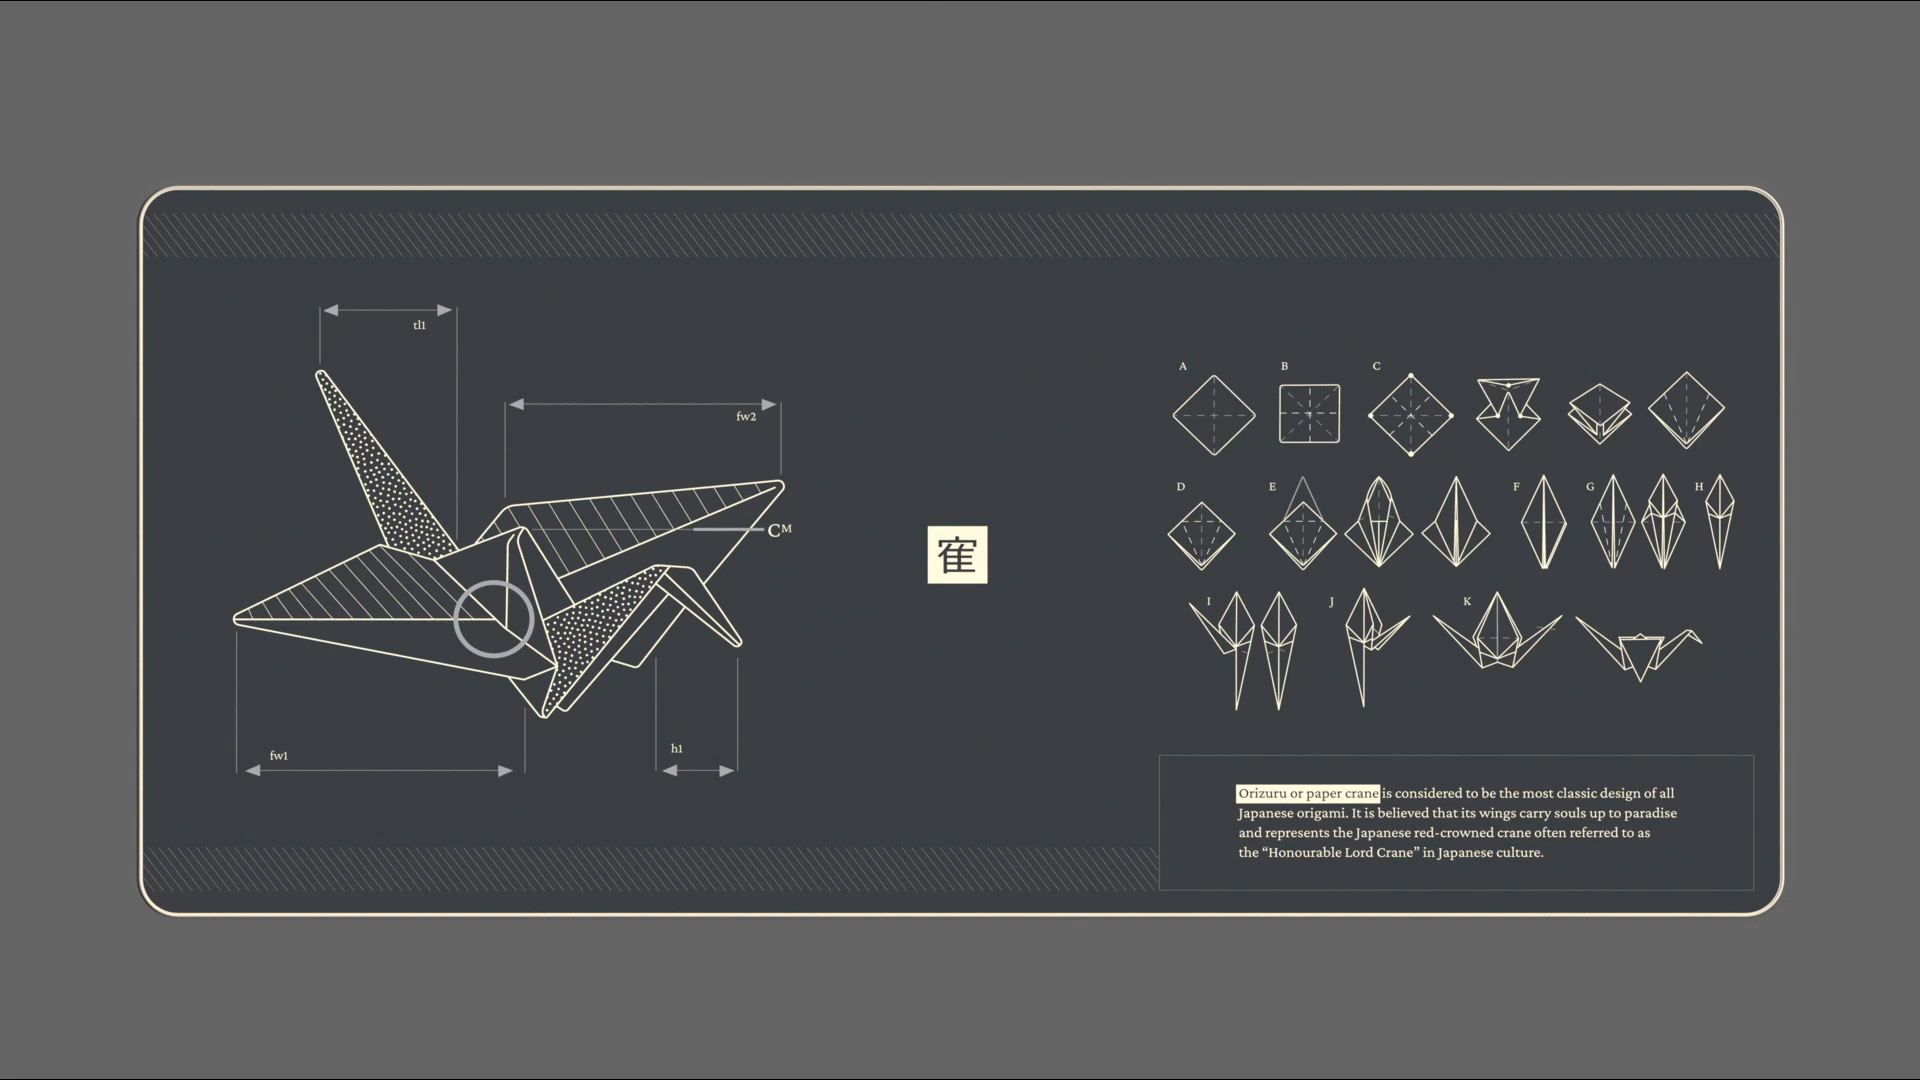 tl1
fw2
Cᴹ
fw1
h1
寉
A B C
D E F G H
I J K
Orizuru or paper crane is considered to be the most classic design of all
Japanese origami. It is believed that its wings carry souls up to paradise
and represents the Japanese red-crowned crane often referred to as
the “Honourable Lord Crane” in Japanese culture.